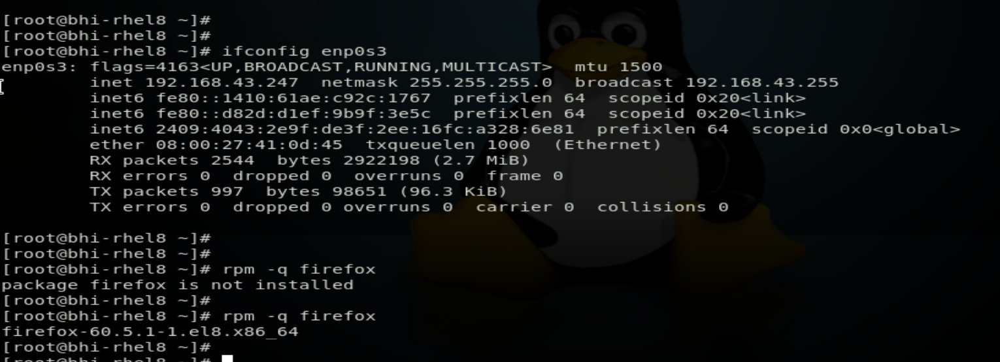 [root@bhi-rhel8 ~]#
[root@bhi-rhel8 ~]#
[root@bhi-rhel8 ~]# ifconfig enp0s3
enp0s3: flags=4163<UP,BROADCAST,RUNNING,MULTICAST>  mtu 1500
        inet 192.168.43.247  netmask 255.255.255.0  broadcast 192.168.43.255
        inet6 fe80::1410:61ae:c92c:1767  prefixlen 64  scopeid 0x20<link>
        inet6 fe80::d82d:d1ef:9b9f:3e5c  prefixlen 64  scopeid 0x20<link>
        inet6 2409:4043:2e9f:de3f:2ee:16fc:a328:6e81  prefixlen 64  scopeid 0x0<global>
        ether 08:00:27:41:0d:45  txqueuelen 1000  (Ethernet)
        RX packets 2544  bytes 2922198 (2.7 MiB)
        RX errors 0  dropped 0  overruns 0  frame 0
        TX packets 997  bytes 98651 (96.3 KiB)
        TX errors 0  dropped 0 overruns 0  carrier 0  collisions 0
[root@bhi-rhel8 ~]#
[root@bhi-rhel8 ~]#
[root@bhi-rhel8 ~]# rpm -q firefox
package firefox is not installed
[root@bhi-rhel8 ~]#
[root@bhi-rhel8 ~]# rpm -q firefox
firefox-60.5.1-1.el8.x86_64
[root@bhi-rhel8 ~]#
[root@bhi-rhel8 ~]#